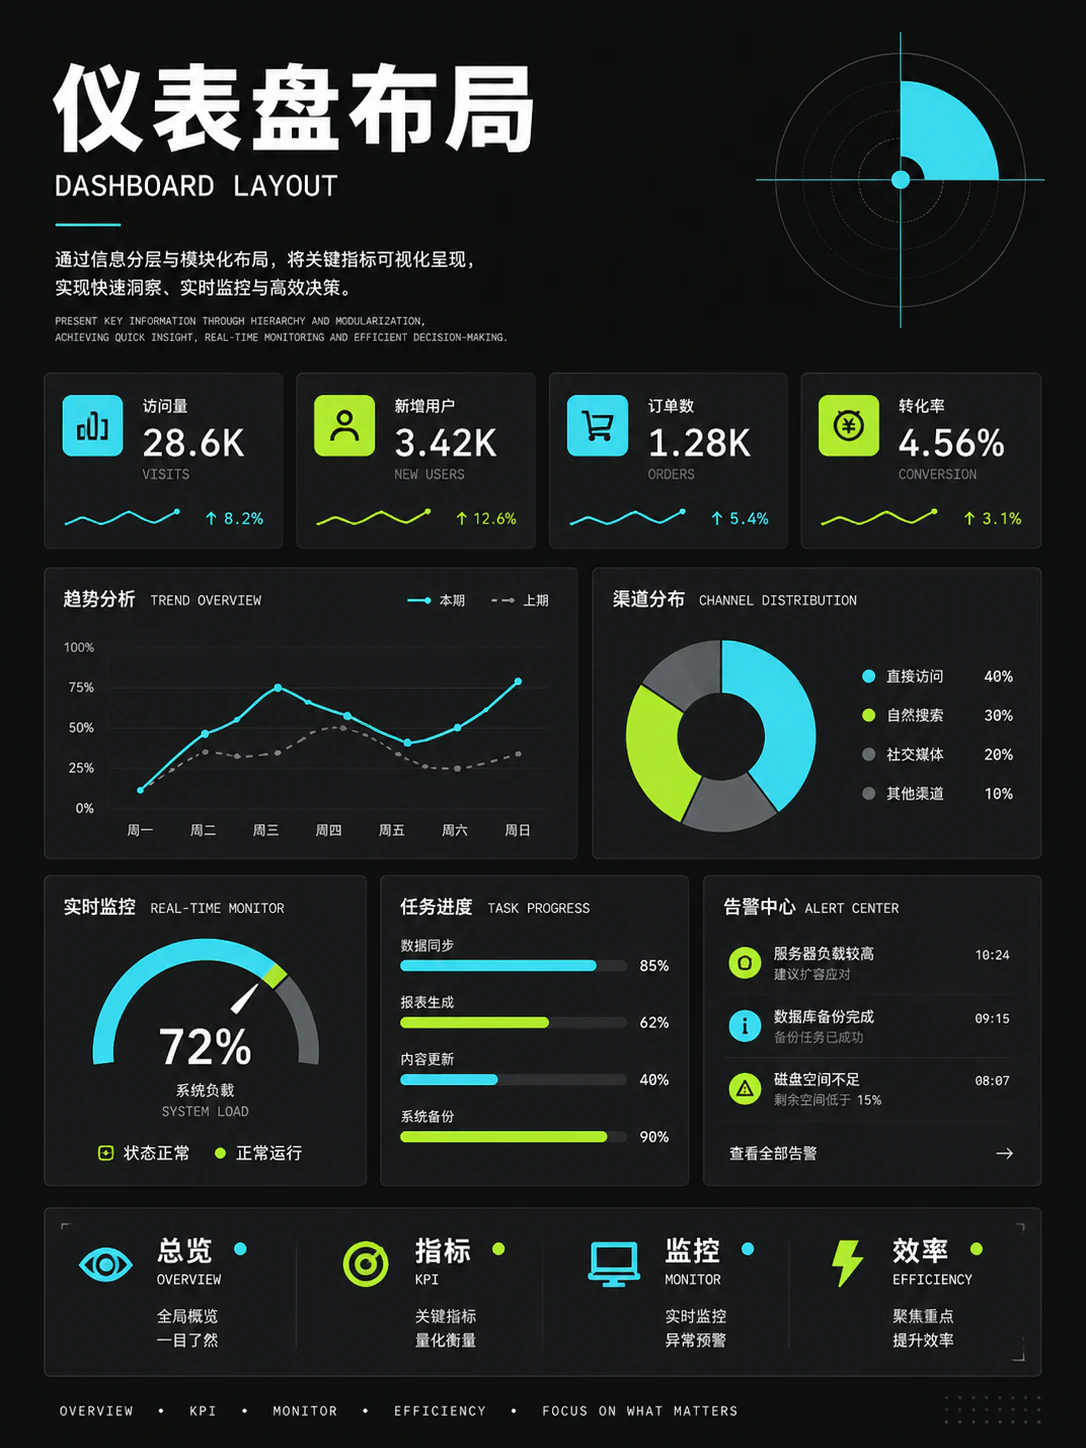 仪表盘布局
DASHBOARD LAYOUT
通过信息分层与模块化布局，将关键指标可视化呈现，
实现快速洞察、实时监控与高效决策。
PRESENT KEY INFORMATION THROUGH HIERARCHY AND MODULARIZATION,
ACHIEVING QUICK INSIGHT, REAL-TIME MONITORING AND EFFICIENT DECISION-MAKING.
访问量
28.6K
VISITS
↑ 8.2%
新增用户
3.42K
NEW USERS
↑ 12.6%
订单数
1.28K
ORDERS
↑ 5.4%
¥
转化率
4.56%
CONVERSION
↑ 3.1%
趋势分析 TREND OVERVIEW
本期 上期
100%
75%
50%
25%
0%
周一 周二 周三 周四 周五 周六 周日
渠道分布 CHANNEL DISTRIBUTION
直接访问 40%
自然搜索 30%
社交媒体 20%
其他渠道 10%
实时监控 REAL-TIME MONITOR
72%
系统负载
SYSTEM LOAD
状态正常 正常运行
任务进度 TASK PROGRESS
数据同步
85%
报表生成
62%
内容更新
40%
系统备份
90%
告警中心 ALERT CENTER
服务器负载较高 10:24
建议扩容应对
数据库备份完成 09:15
备份任务已成功
磁盘空间不足 08:07
剩余空间低于 15%
查看全部告警 →
总览
OVERVIEW
全局概览
一目了然
指标
KPI
关键指标
量化衡量
监控
MONITOR
实时监控
异常预警
效率
EFFICIENCY
聚焦重点
提升效率
OVERVIEW • KPI • MONITOR • EFFICIENCY • FOCUS ON WHAT MATTERS